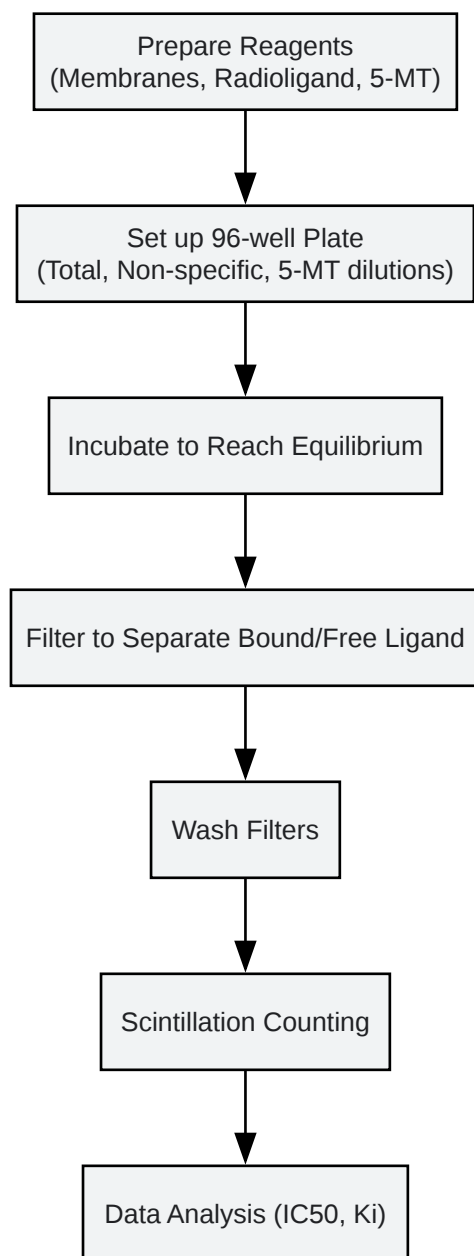 Prepare Reagents
(Membranes, Radioligand, 5-MT)
Set up 96-well Plate
(Total, Non-specific, 5-MT dilutions)
Incubate to Reach Equilibrium
Filter to Separate Bound/Free Ligand
Wash Filters
Scintillation Counting
Data Analysis (IC50, Ki)